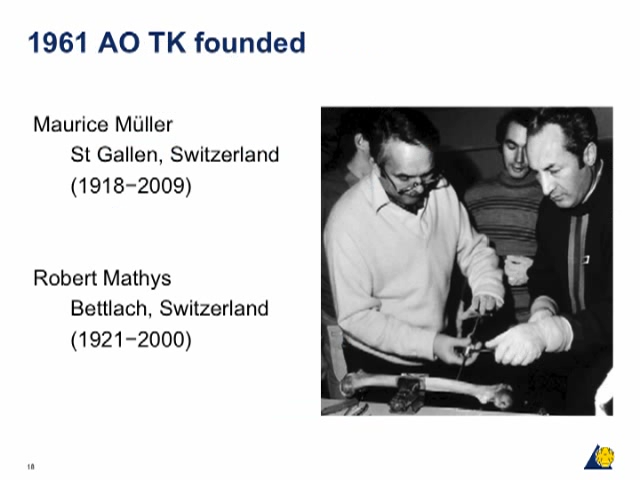 1961 AO TK founded
Maurice Müller
St Gallen, Switzerland
(1918–2009)
Robert Mathys
Bettlach, Switzerland
(1921–2000)
18